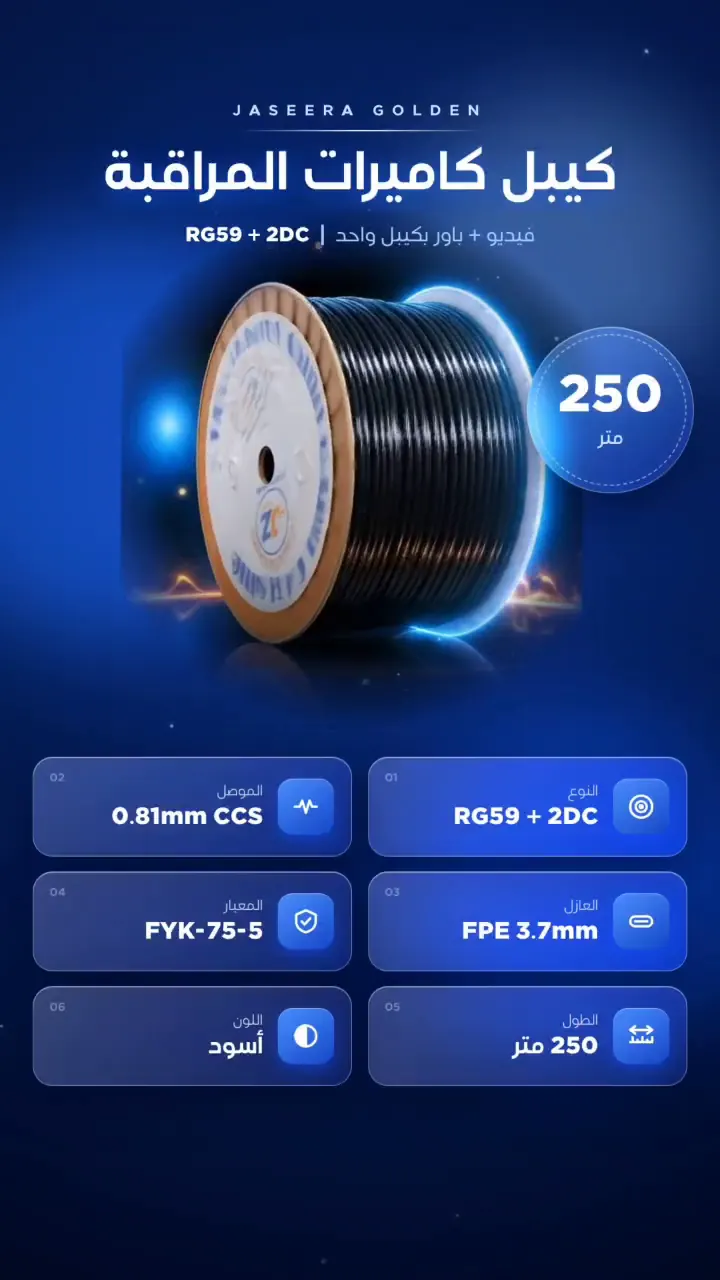 JASEERA GOLDEN
كيبل كاميرات المراقبة
فيديو + باور بكيبل واحد | RG59 + 2DC
250
متر
01
النوع
RG59 + 2DC
02
الموصل
0.81mm CCS
03
العازل
FPE 3.7mm
04
المعيار
FYK-75-5
05
الطول
250 متر
06
اللون
أسود